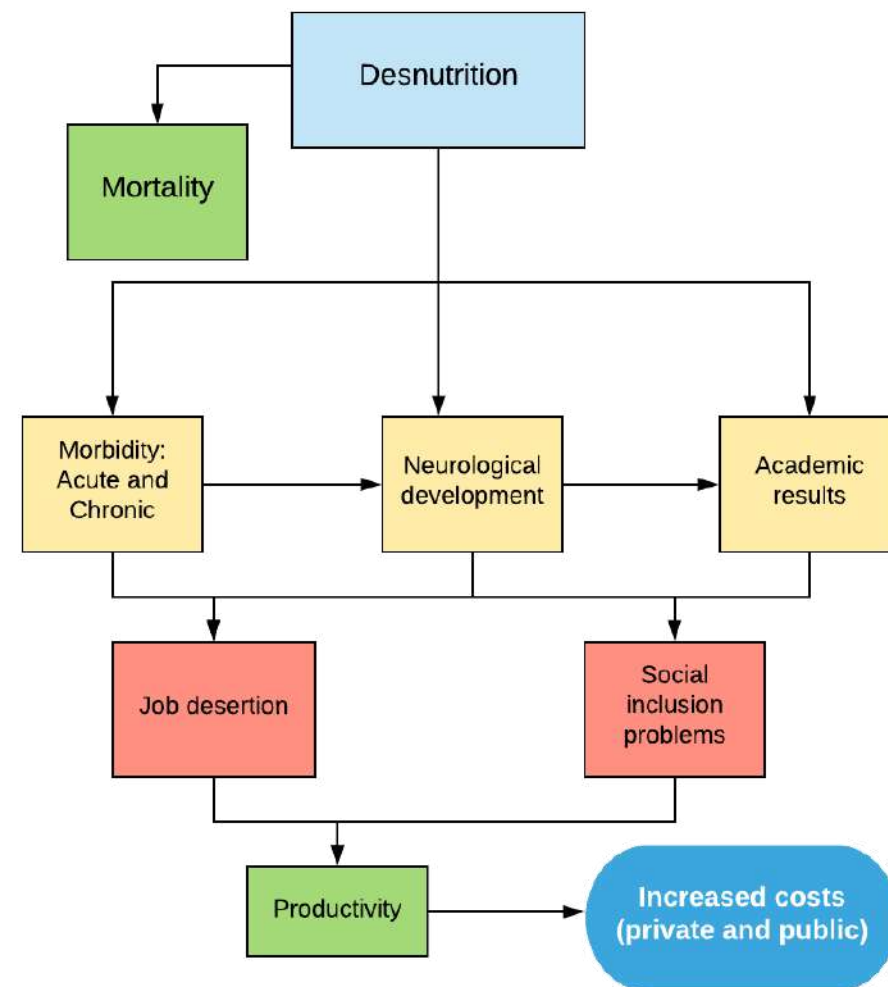 Desnutrition
Mortality
Morbidity:
Acute and
Chronic
Neurological
development
Academic
results
Job desertion
Social
inclusion
problems
Productivity
Increased costs
(private and public)